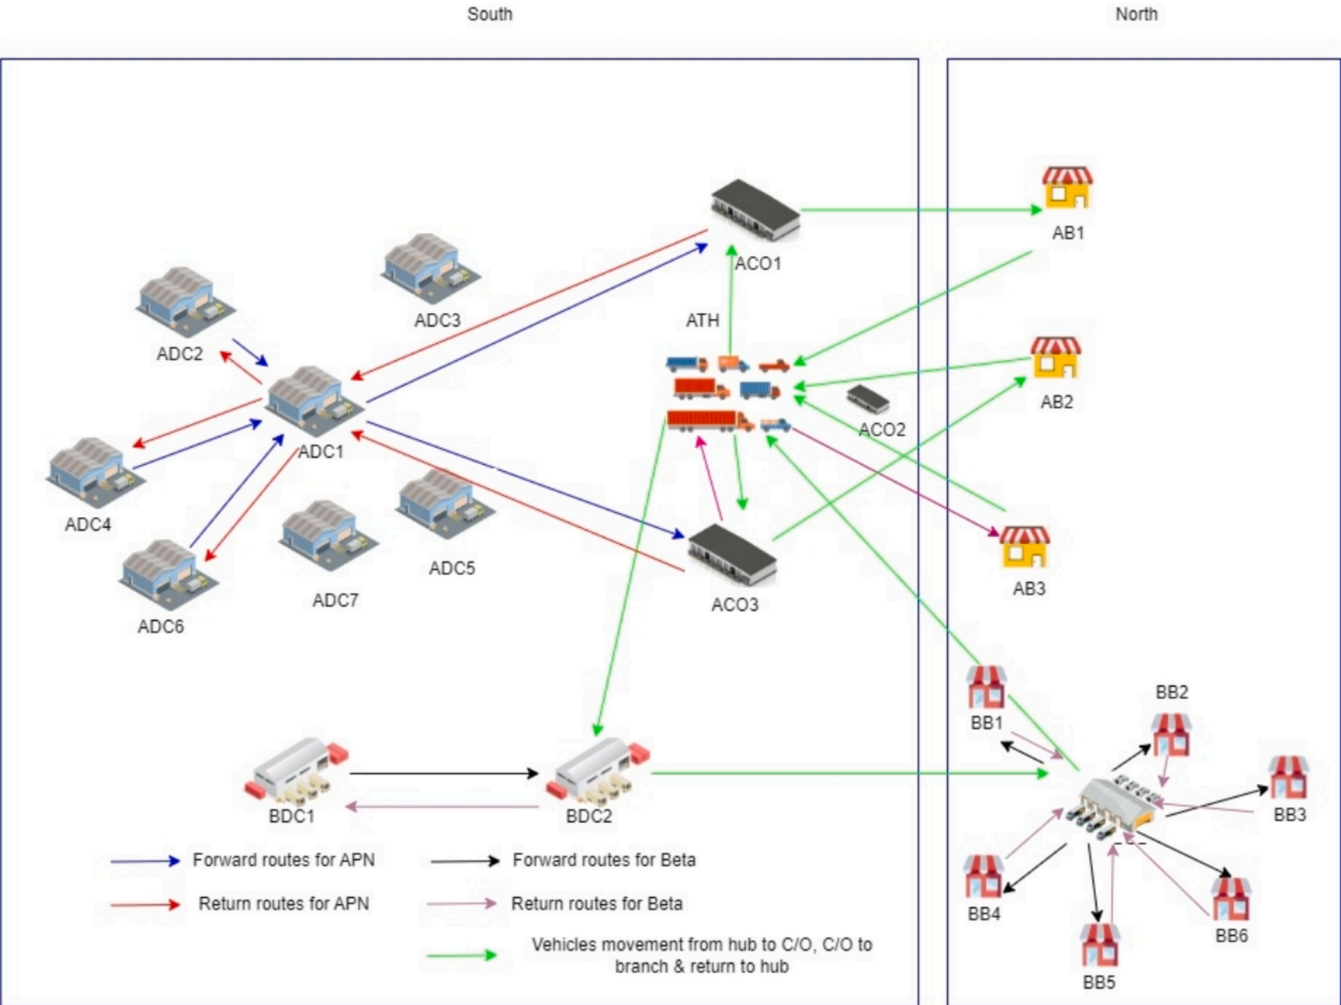 South
North
AB1
ACO1
ADC3
ATH
ADC2
AB2
ACO2
ADC1
ADC4
ADC5
AB3
ADC7
ACO3
ADC6
BB2
BB1
BDC1
BDC2
BB3
Forward routes for APN
Forward routes for Beta
Return routes for APN
Return routes for Beta
BB4
BB6
Vehicles movement from hub to C/O, C/O to
branch & return to hub
BB5